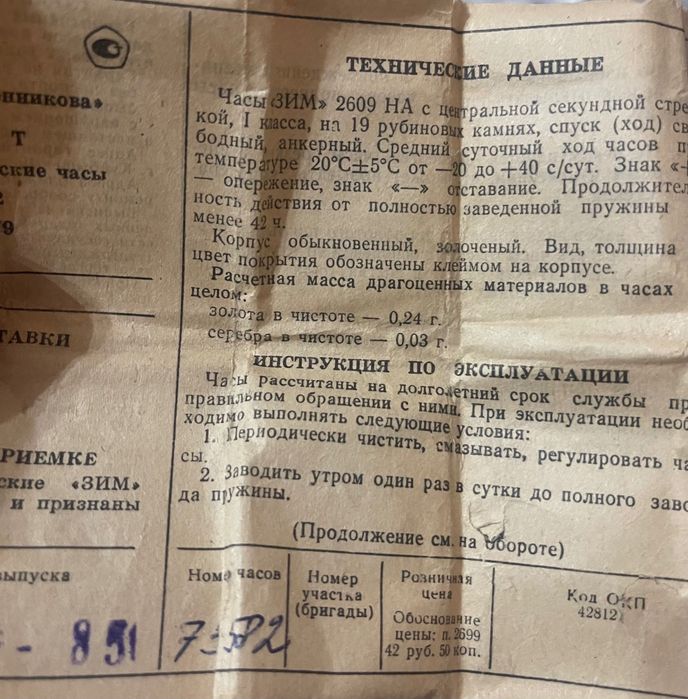 нникова»
Т
ские часы
2
9
ТАВКИ
РИЕМКЕ
ские «ЗИМ»
и признаны
выпуска
- 851
ТЕХНИЧЕСКИЕ ДАННЫЕ
Часы «ЗИМ» 2609 НА с центральной секундной стре
кой, I класса, на 19 рубиновых камнях, спуск (ход) св
бодный, анкерный. Средний суточный ход часов п
температуре 20°С±5°С от —20 до +40 с/сут. Знак «+
— опережение, знак «—» отставание. Продолжител
ность действия от полностью заведенной пружины
менее 42 ч.
Корпус обыкновенный, золоченый. Вид, толщина
цвет покрытия обозначены клеймом на корпусе.
Расчетная масса драгоценных материалов в часах
целом:
золота в чистоте — 0,24 г.
серебра в чистоте — 0,03 г.
ИНСТРУКЦИЯ ПО ЭКСПЛУАТАЦИИ
Часы рассчитаны на долголетний срок службы пр
правильном обращении с ними. При эксплуатации необ
ходимо выполнять следующие условия:
1. Периодически чистить, смазывать, регулировать ча
сы.
2. Заводить утром один раз в сутки до полного заво
да пружины.
(Продолжение см. на обороте)
Номе часов
Номер
участка
(бригады)
Розничная
цена
Обоснование
цены: п. 2699
42 руб. 50 коп.
Код ОКП
42812